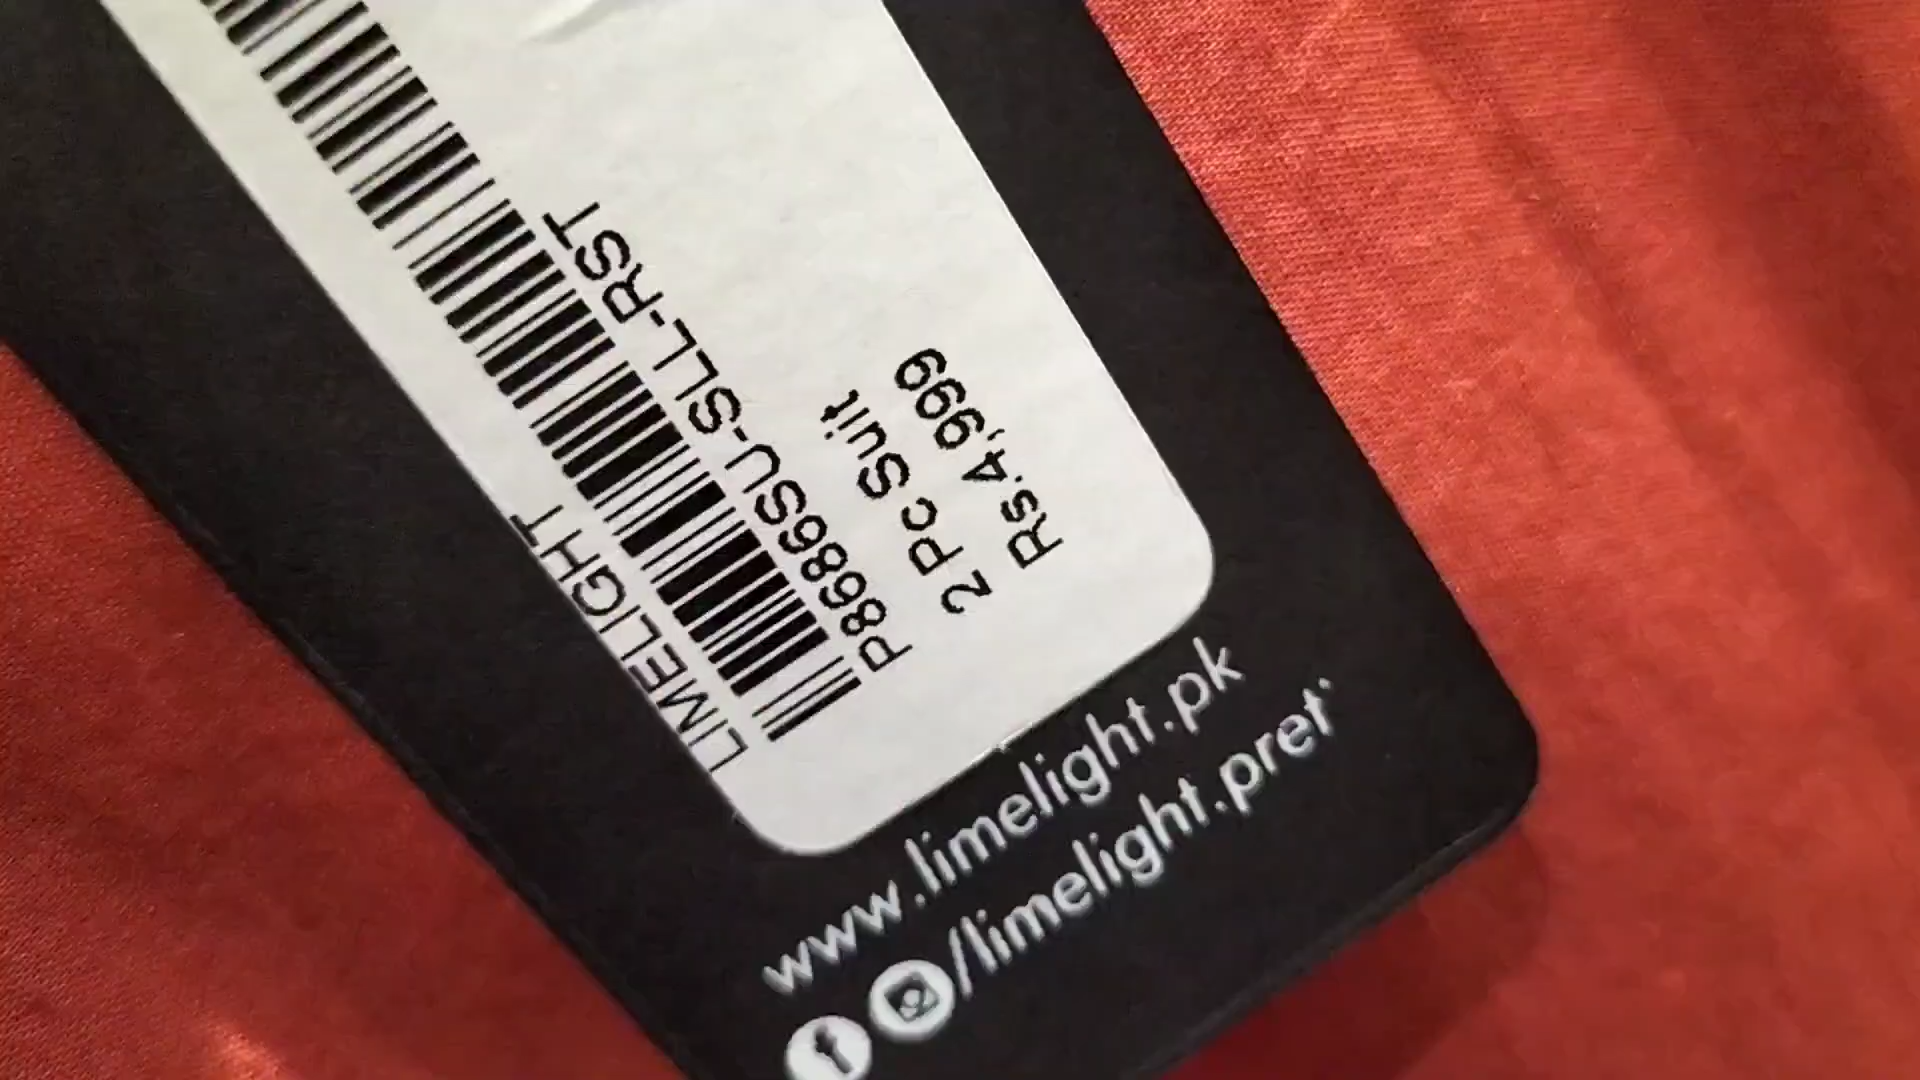 LIMELIGHT
P8686SU-SLL-RST
2 Pc Suit
Rs.4,999
www.limelight.pk
/limelight.pret